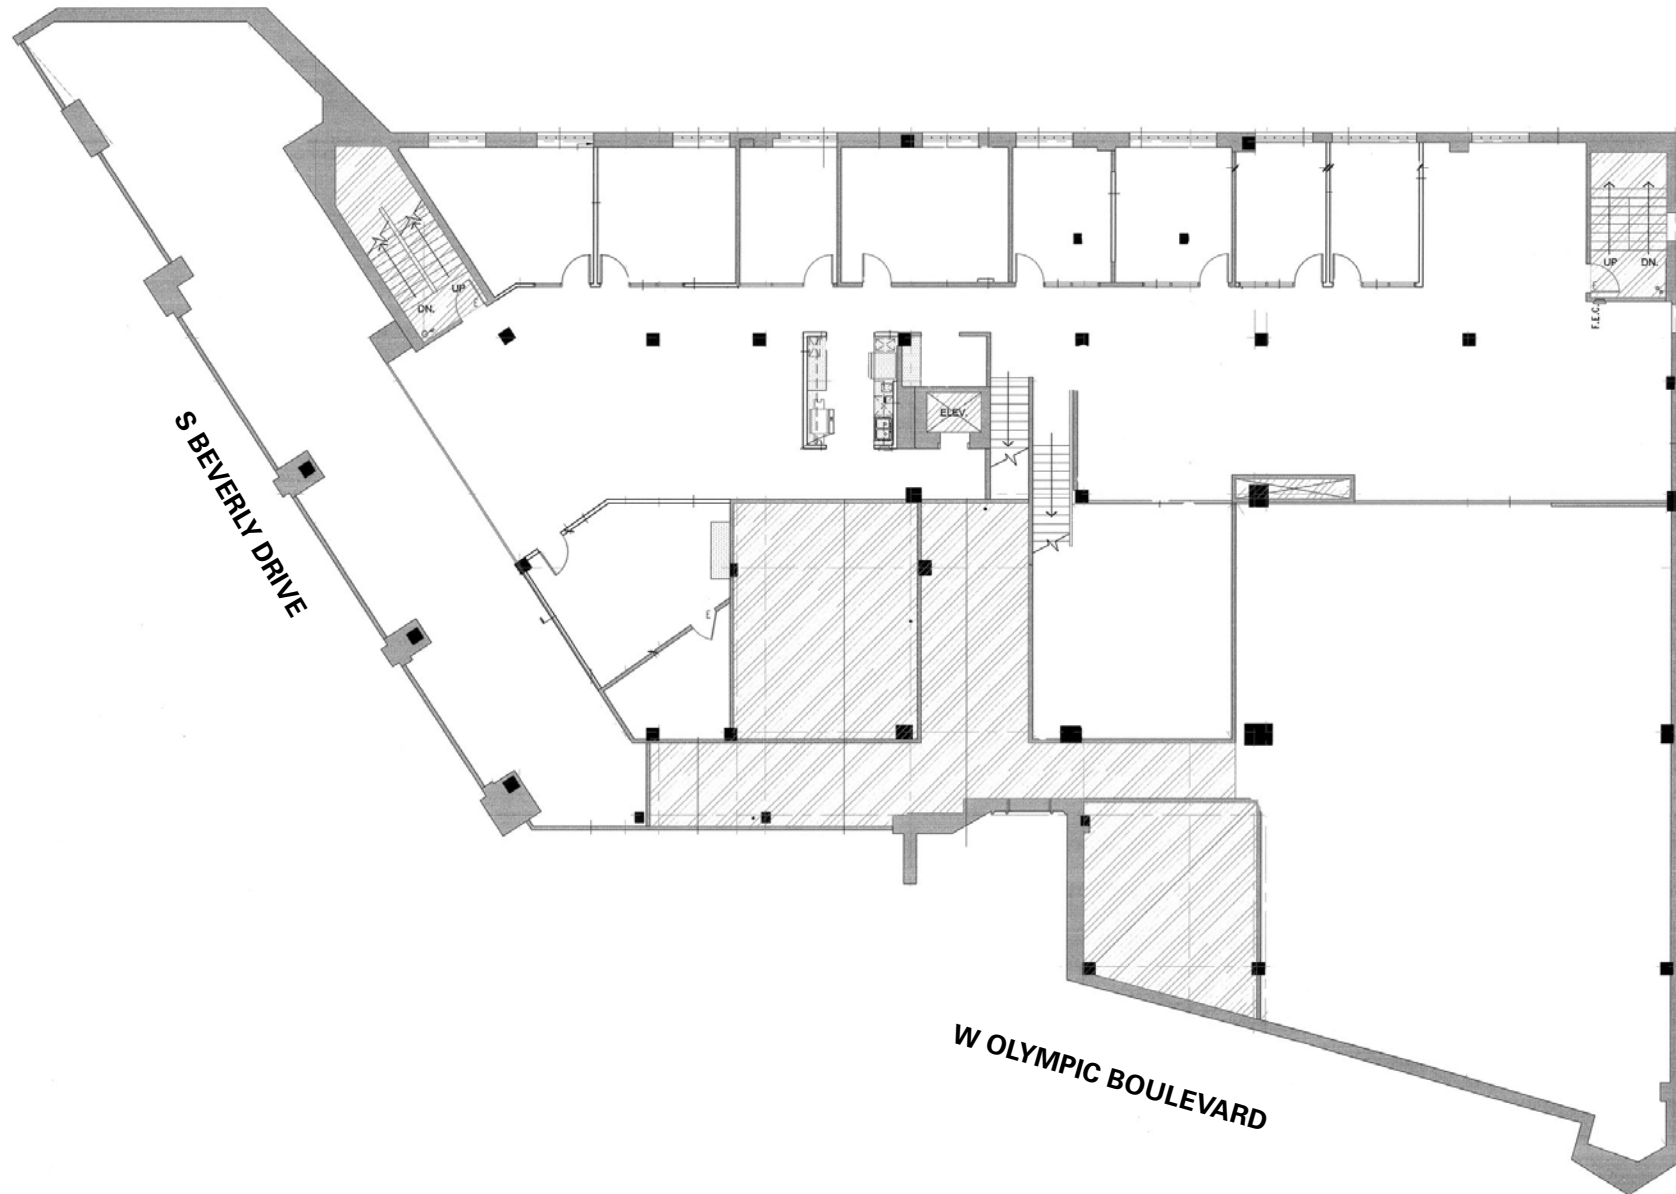 UP
DN.
E
UP
DN.
E
F.E.C.
ELEV.
S BEVERLY DRIVE
E
W OLYMPIC BOULEVARD